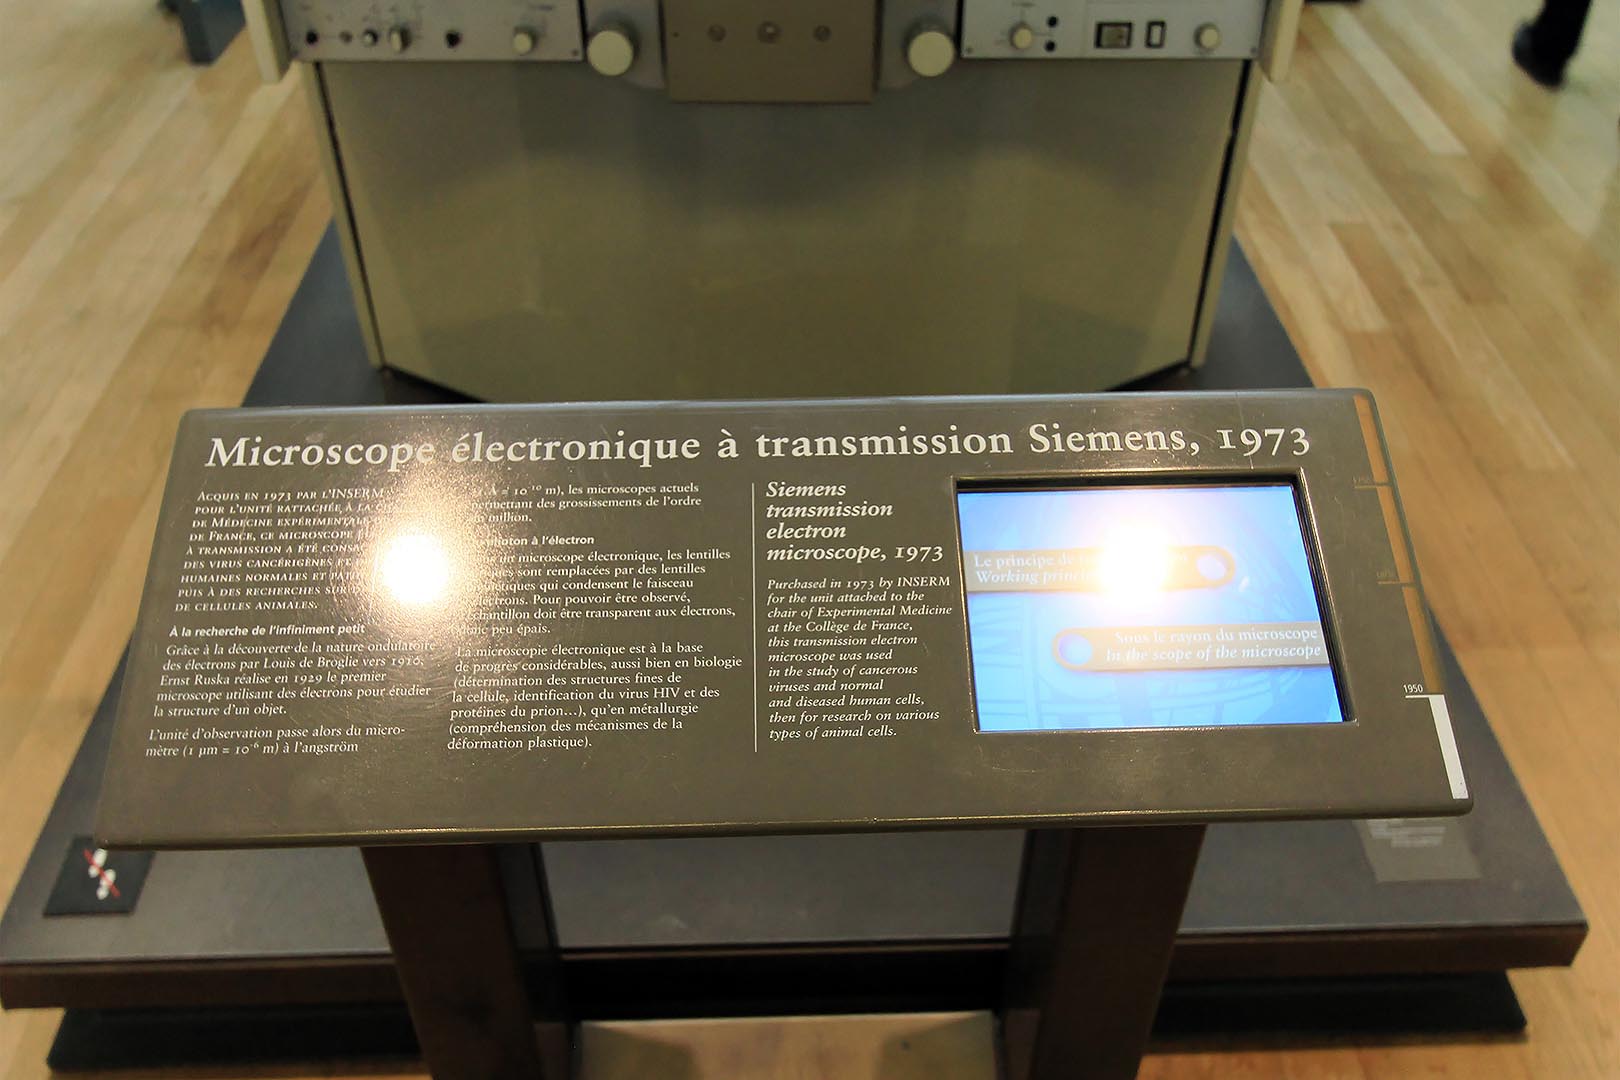 Microscope électronique à transmission Siemens, 1973
Acquis en 1973 par l'INSERM
pour l'unité rattachée à la
de Médecine expérimentale
de France, ce microscope
à transmission a été
des virus cancérigènes et
humaines normales et
puis à des recherches sur
de cellules animales.
À la recherche de l'infiniment petit
Grâce à la découverte de la nature ondulatoire
des électrons par Louis de Broglie vers
Ernst Ruska réalise en 1929 le premier
microscope utilisant des électrons pour étudier
la structure d'un objet.
L'unité d'observation passe alors du micro-
mètre (1 µm = 10⁻⁶ m) à l'angström
= 10⁻¹⁰ m), les microscopes actuels
permettant des grossissements de l'ordre
million.
à l'électron
un microscope électronique, les lentilles
sont remplacées par des lentilles
qui condensent le faisceau
Pour pouvoir être observé,
échantillon doit être transparent aux électrons,
donc peu épais.
La microscopie électronique est à la base
de progrès considérables, aussi bien en biologie
(détermination des structures fines de
la cellule, identification du virus HIV et des
protéines du prion...), qu'en métallurgie
(compréhension des mécanismes de la
déformation plastique).
Siemens
transmission
electron
microscope, 1973
Purchased in 1973 by INSERM
for the unit attached to the
chair of Experimental Medicine
at the Collège de France,
this transmission electron
microscope was used
in the study of cancerous
viruses and normal
and diseased human cells,
then for research on various
types of animal cells.
Le principe de
Working
Sous le rayon du microscope
In the scope of the microscope
1950